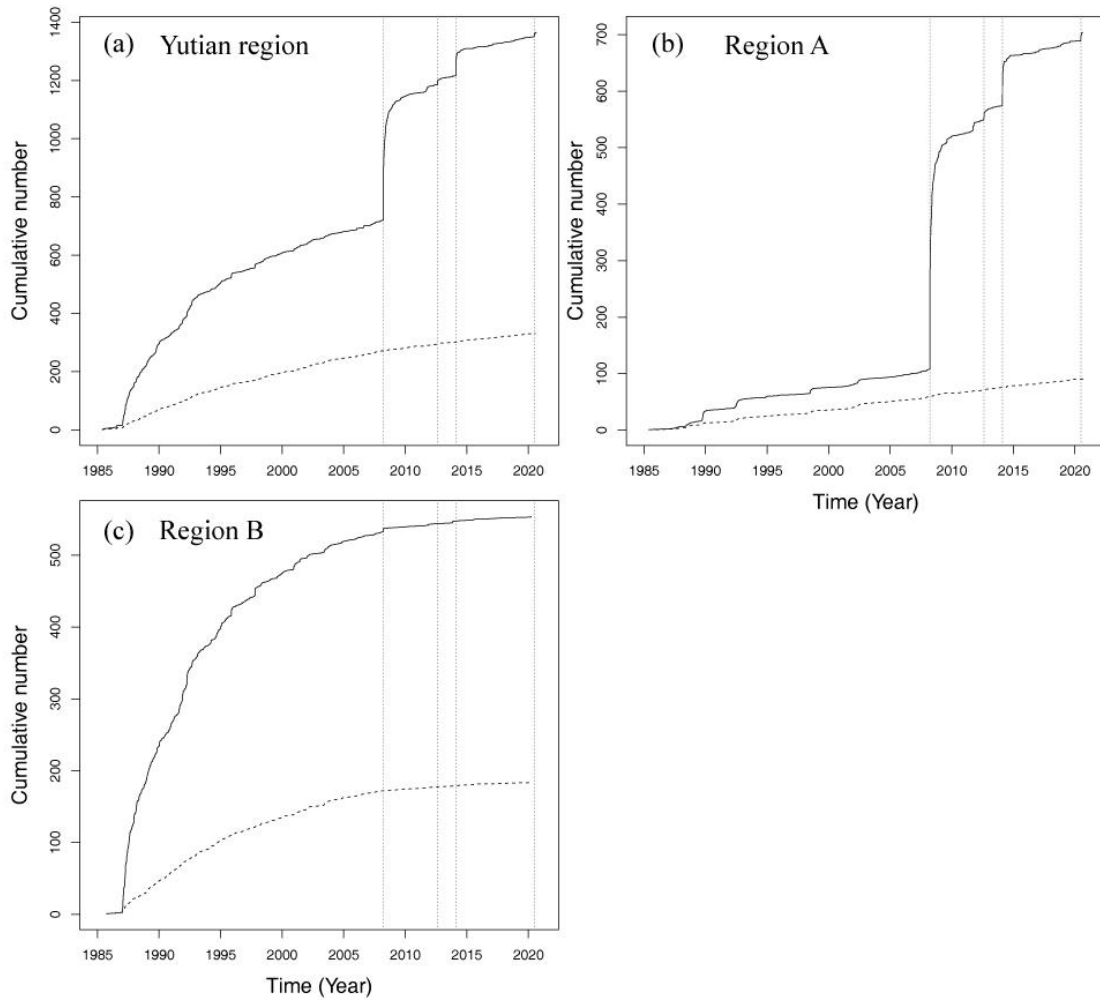 (a) Yutian region
Cumulative number
0 200 400 600 800 1000 1200 1400
1985 1990 1995 2000 2005 2010 2015 2020
(b) Region A
Cumulative number
0 100 200 300 400 500 600 700
1985 1990 1995 2000 2005 2010 2015 2020
Time (Year)
(c) Region B
Cumulative number
0 100 200 300 400 500
1985 1990 1995 2000 2005 2010 2015 2020
Time (Year)